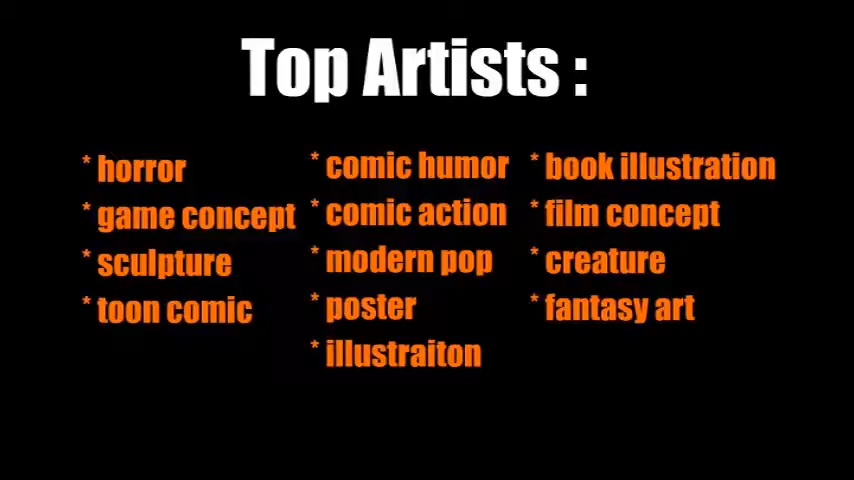 Top Artists :
* horror
* game concept
* sculpture
* toon comic
* comic humor
* comic action
* modern pop
* poster
* illustraiton
* book illustration
* film concept
* creature
* fantasy art